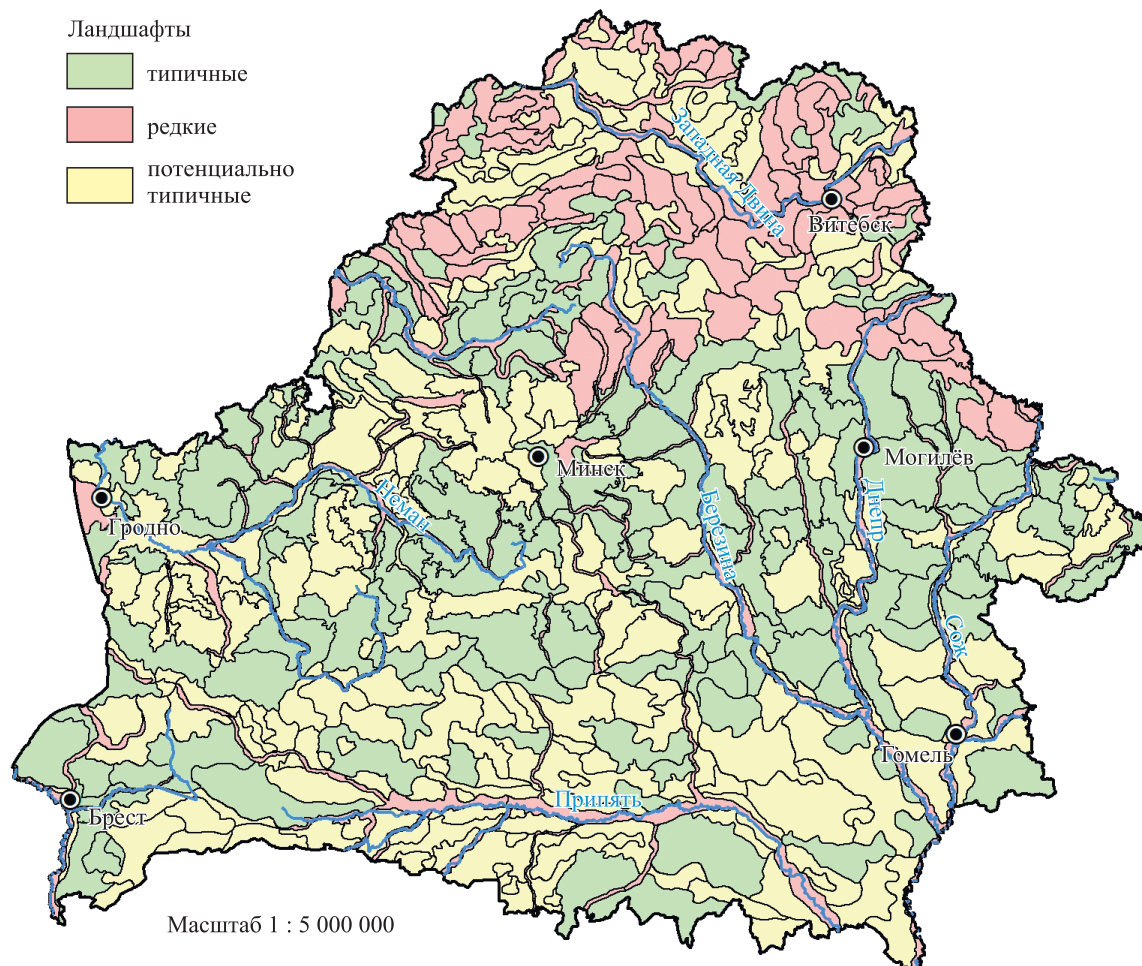 Ландшафты
типичные
редкие
потенциально
типичные
Западная Двина
Витебск
Минск
Могилёв
Гродно
Неман
Березина
Днепр
Сож
Гомель
Припять
Брест
Масштаб 1 : 5 000 000